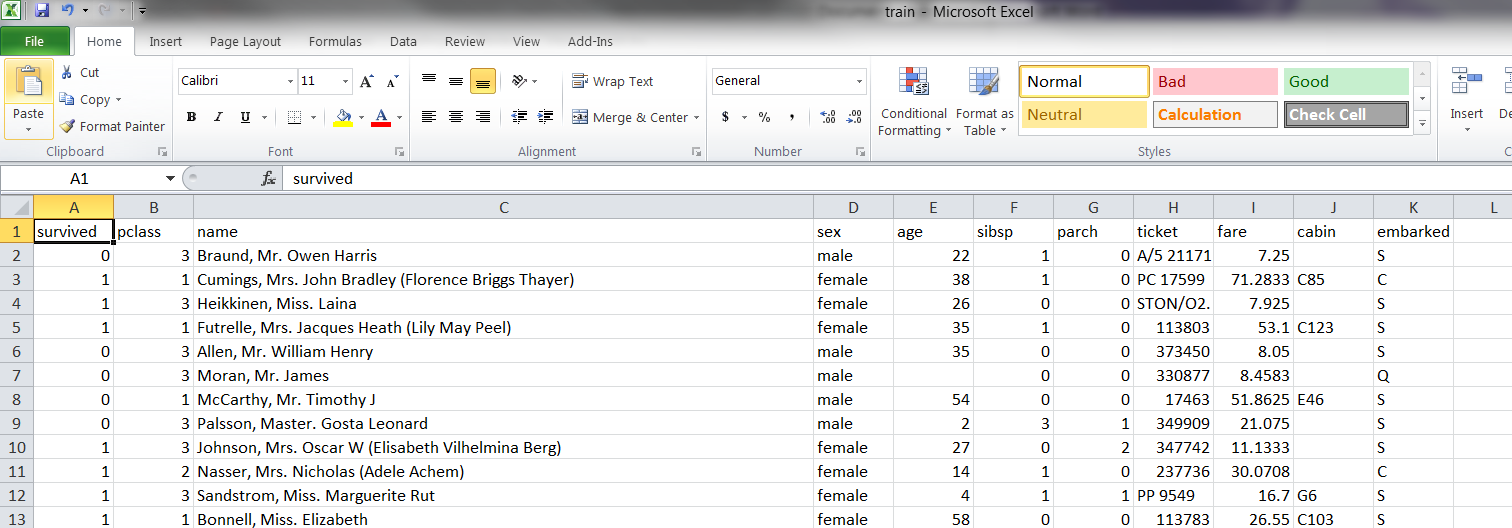 train - Microsoft Excel
File Home Insert Page Layout Formulas Data Review View Add-Ins
Paste Cut Copy Format Painter
Calibri 11 A A
B I U A
Wrap Text
Merge & Center
General
$ % ,
Conditional Formatting Format as Table
Normal Bad Good
Neutral Calculation Check Cell
Insert
Clipboard Font Alignment Number Styles
A1 fx survived
A B C D E F G H I J K L
1 survived pclass name sex age sibsp parch ticket fare cabin embarked
2 0 3 Braund, Mr. Owen Harris male 22 1 0 A/5 21171 7.25 S
3 1 1 Cumings, Mrs. John Bradley (Florence Briggs Thayer) female 38 1 0 PC 17599 71.2833 C85 C
4 1 3 Heikkinen, Miss. Laina female 26 0 0 STON/O2. 7.925 S
5 1 1 Futrelle, Mrs. Jacques Heath (Lily May Peel) female 35 1 0 113803 53.1 C123 S
6 0 3 Allen, Mr. William Henry male 35 0 0 373450 8.05 S
7 0 3 Moran, Mr. James male 0 0 330877 8.4583 Q
8 0 1 McCarthy, Mr. Timothy J male 54 0 0 17463 51.8625 E46 S
9 0 3 Palsson, Master. Gosta Leonard male 2 3 1 349909 21.075 S
10 1 3 Johnson, Mrs. Oscar W (Elisabeth Vilhelmina Berg) female 27 0 2 347742 11.1333 S
11 1 2 Nasser, Mrs. Nicholas (Adele Achem) female 14 1 0 237736 30.0708 C
12 1 3 Sandstrom, Miss. Marguerite Rut female 4 1 1 PP 9549 16.7 G6 S
13 1 1 Bonnell, Miss. Elizabeth female 58 0 0 113783 26.55 C103 S